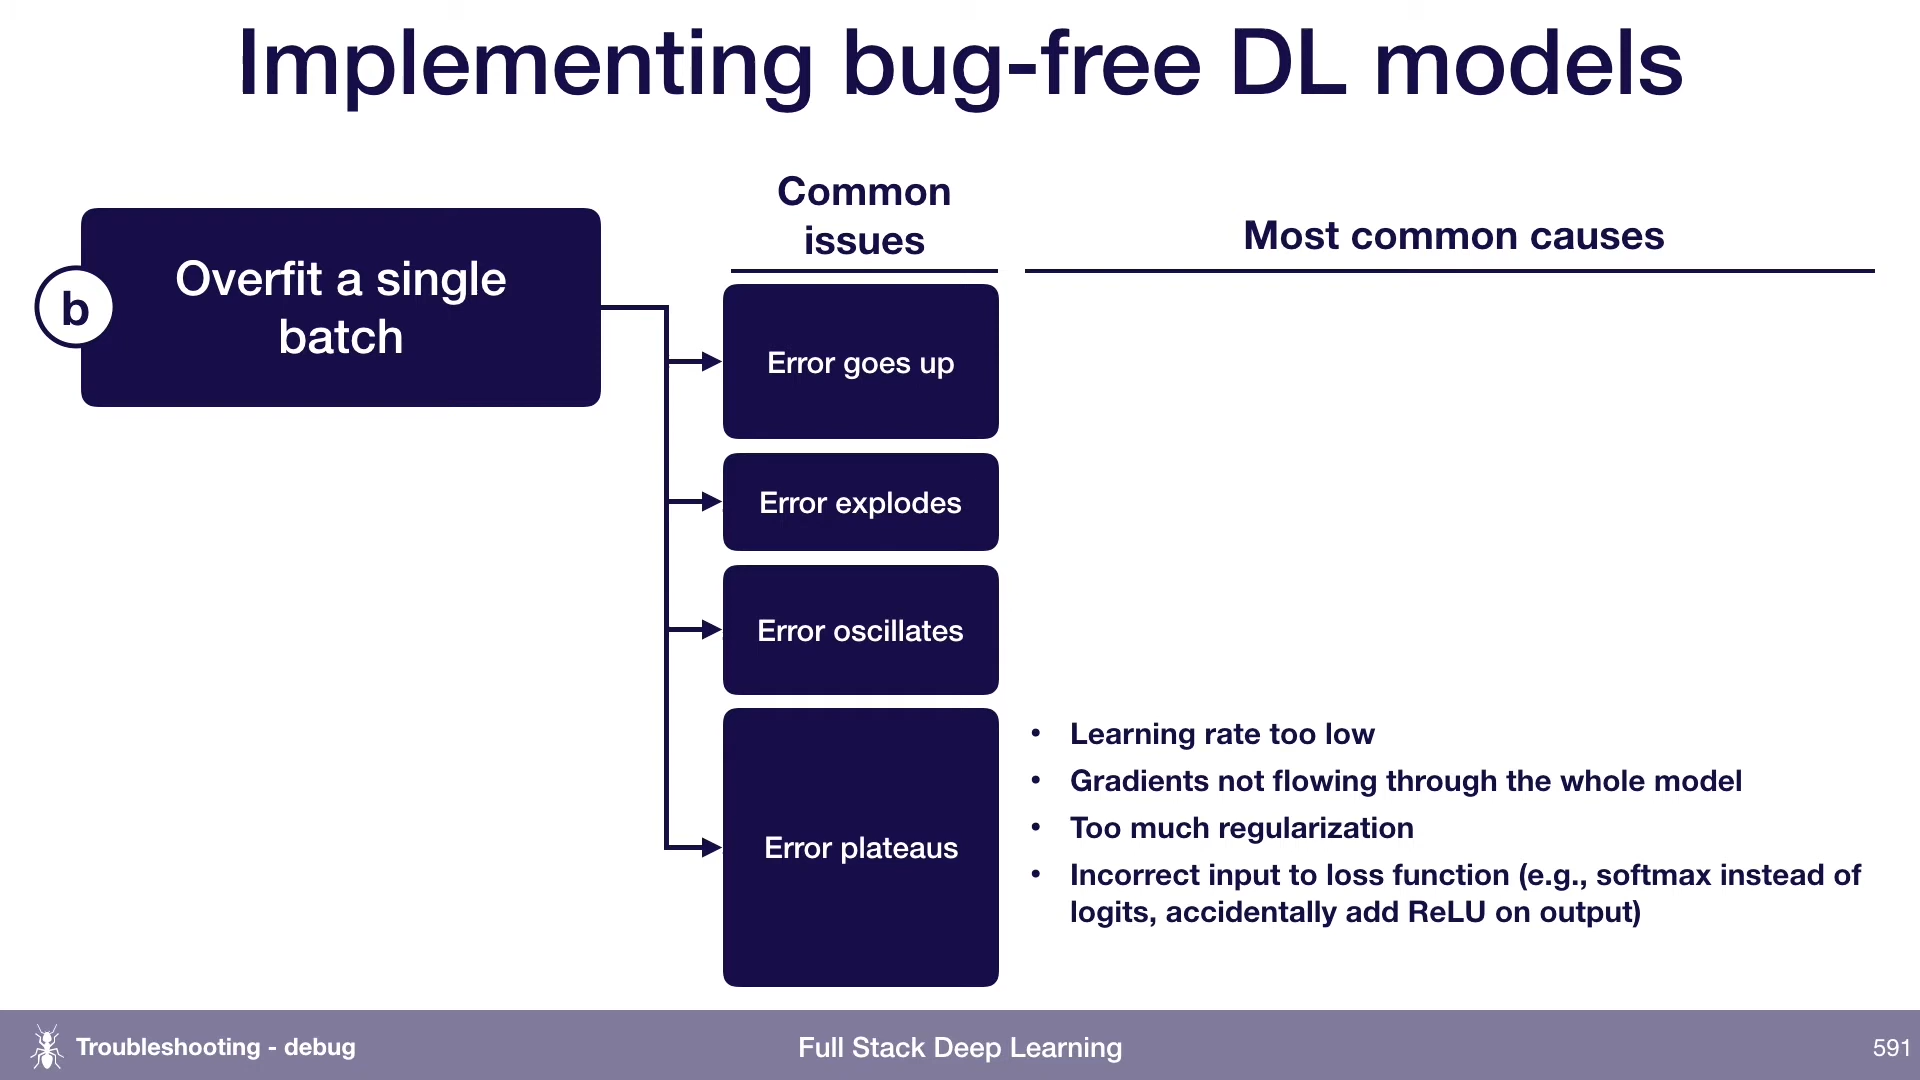 Implementing bug-free DL models
Common
issues
Most common causes
b
Overfit a single
batch
Error goes up
Error explodes
Error oscillates
Error plateaus
• Learning rate too low
• Gradients not flowing through the whole model
• Too much regularization
• Incorrect input to loss function (e.g., softmax instead of
logits, accidentally add ReLU on output)
Troubleshooting - debug
Full Stack Deep Learning
591